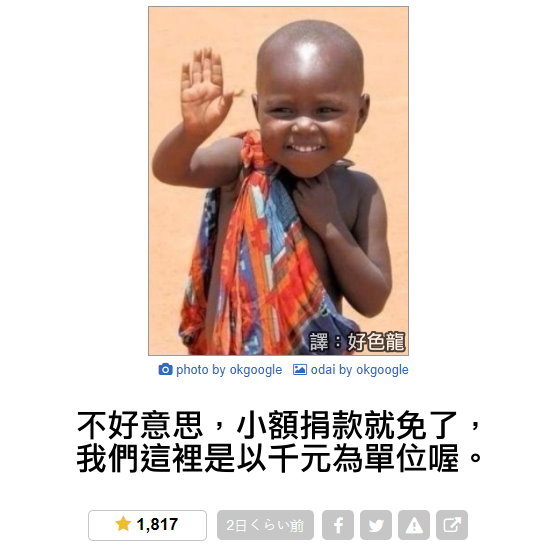 譯：好色龍
photo by okgoogle odai by okgoogle
不好意思，小額捐款就免了，
我們這裡是以千元為單位喔。
1,817 2日くらい前